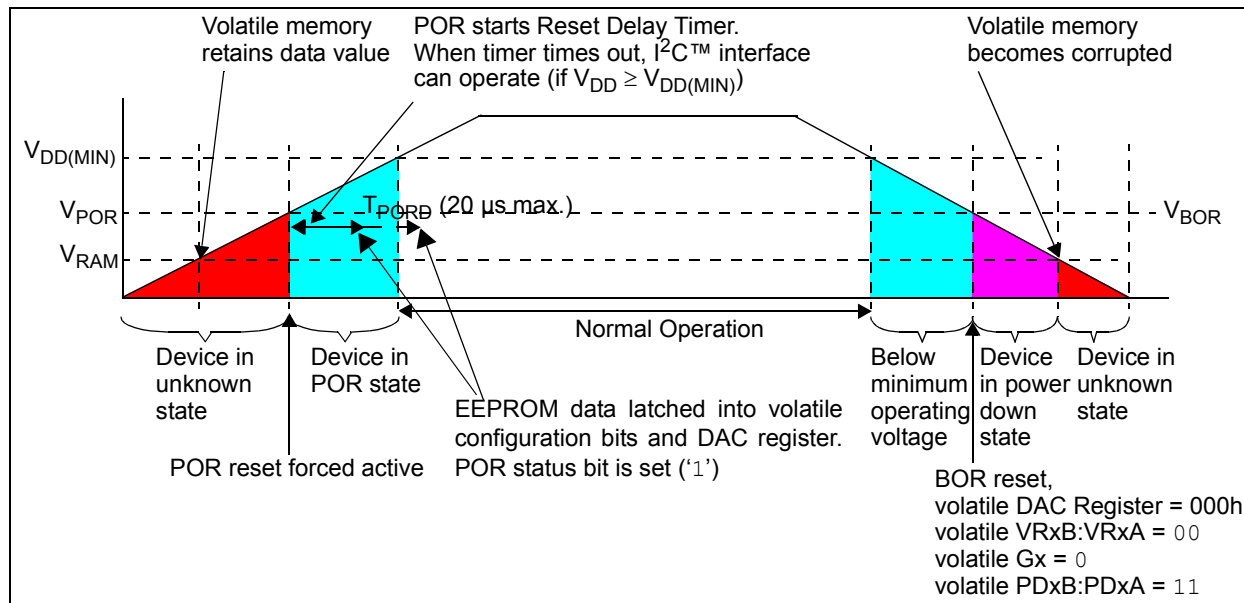 Volatile memory
retains data value
POR starts Reset Delay Timer.
When timer times out, I²C™ interface
can operate (if VDD ≥ VDD(MIN))
Volatile memory
becomes corrupted
VDD(MIN)
VPOR
TPORD (20 µs max.)
VBOR
VRAM
Normal Operation
Device in
unknown
state
Device in
POR state
Below
minimum
operating
voltage
Device
in power
down
state
Device in
unknown
state
EEPROM data latched into volatile
configuration bits and DAC register.
POR status bit is set (‘1’)
POR reset forced active
BOR reset,
volatile DAC Register = 000h
volatile VRxB:VRxA = 00
volatile Gx = 0
volatile PDxB:PDxA = 11